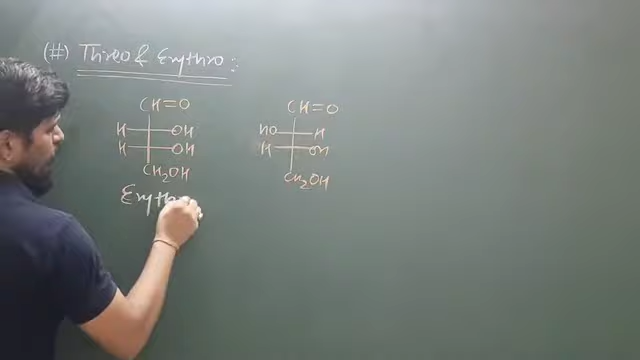 (#) Threo & Erythro :
CH=O
H OH
H OH
CH2OH
CH=O
HO H
H OH
CH2OH
Eryth